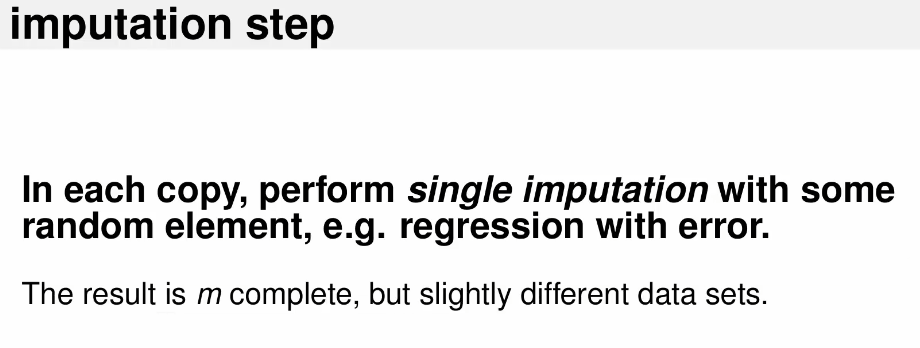 imputation step
In each copy, perform single imputation with some
random element, e.g. regression with error.
The result is m complete, but slightly different data sets.